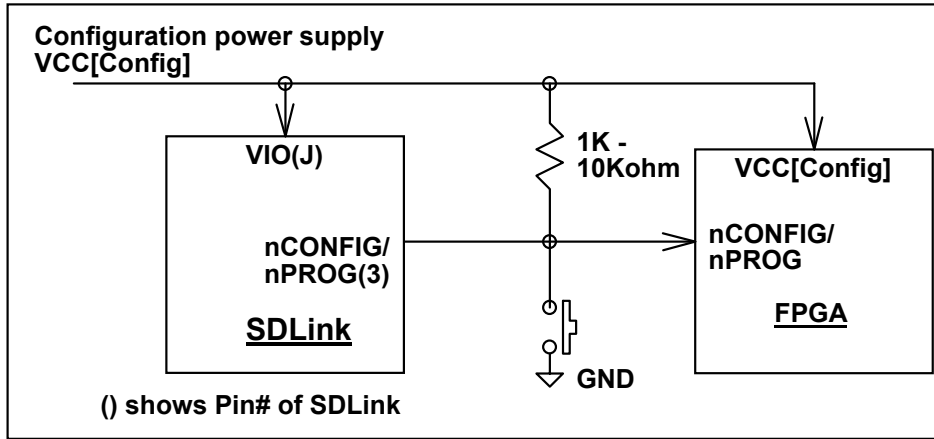 Configuration power supply
VCC[Config]
VIO(J)
1K -
10Kohm
VCC[Config]
nCONFIG/
nPROG(3)
nCONFIG/
nPROG
SDLink
FPGA
GND
() shows Pin# of SDLink